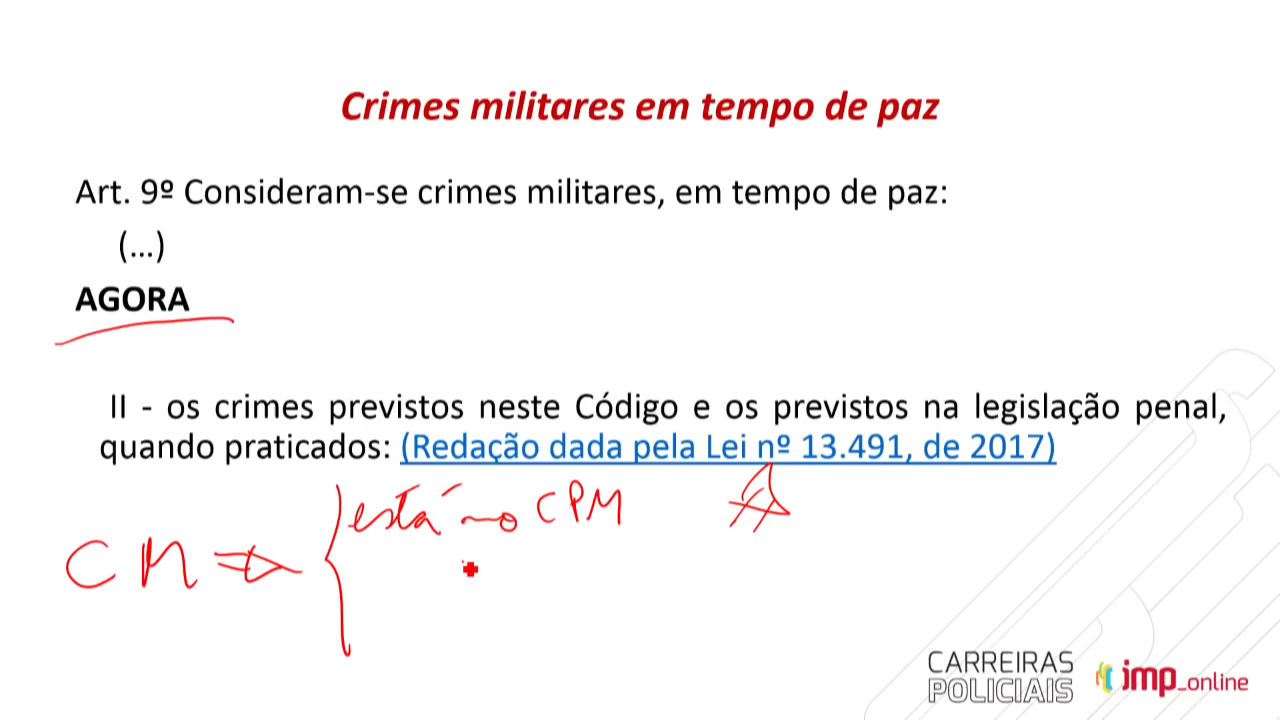 Crimes militares em tempo de paz
Art. 9º Consideram-se crimes militares, em tempo de paz:
(...)
AGORA
II - os crimes previstos neste Código e os previstos na legislação penal,
quando praticados: (Redação dada pela Lei nº 13.491, de 2017)
está no CPM
CM
CARREIRAS
POLICIAIS
imp_online